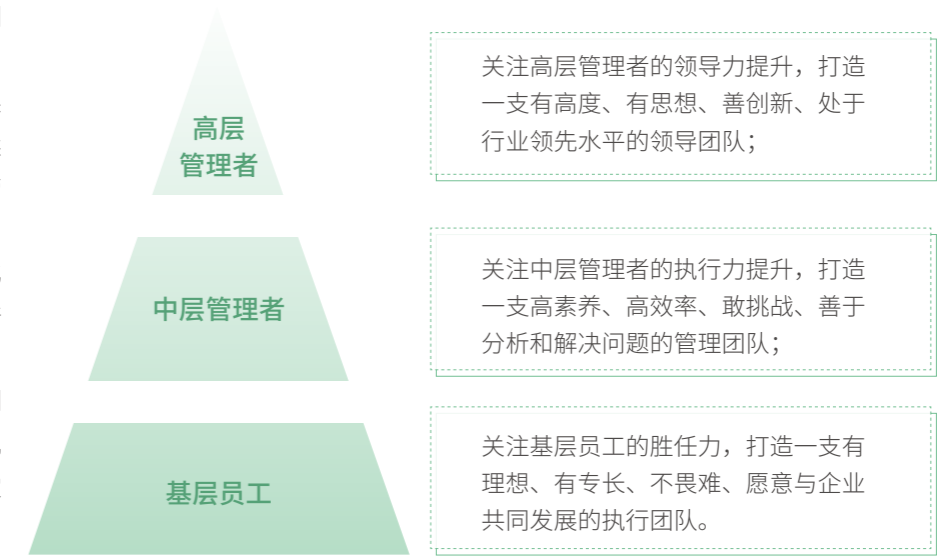 高层
管理者
关注高层管理者的领导力提升，打造
一支有高度、有思想、善创新、处于
行业领先水平的领导团队；
中层管理者
关注中层管理者的执行力提升，打造
一支高素养、高效率、敢挑战、善于
分析和解决问题的管理团队；
基层员工
关注基层员工的胜任力，打造一支有
理想、有专长、不畏难、愿意与企业
共同发展的执行团队。